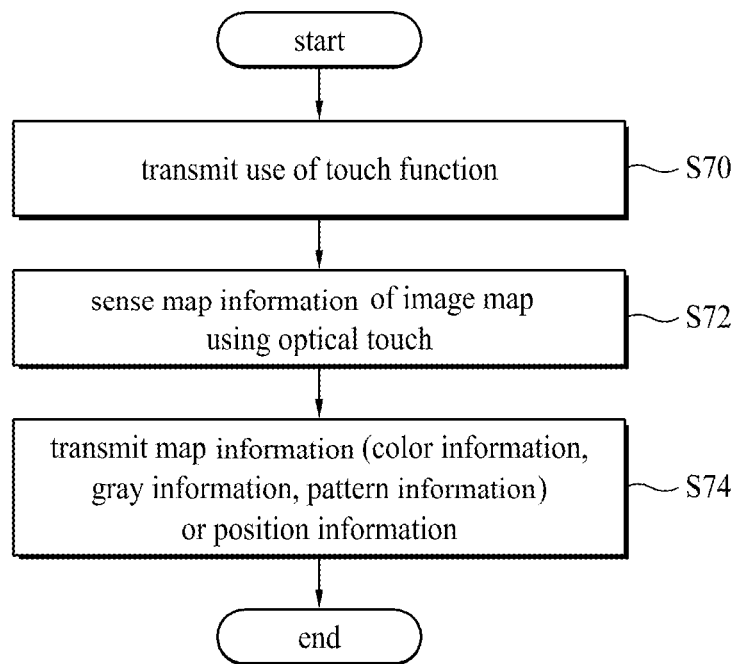 start
transmit use of touch function
S70
sense map information of image map
using optical touch
S72
transmit map information (color information,
gray information, pattern information)
or position information
S74
end